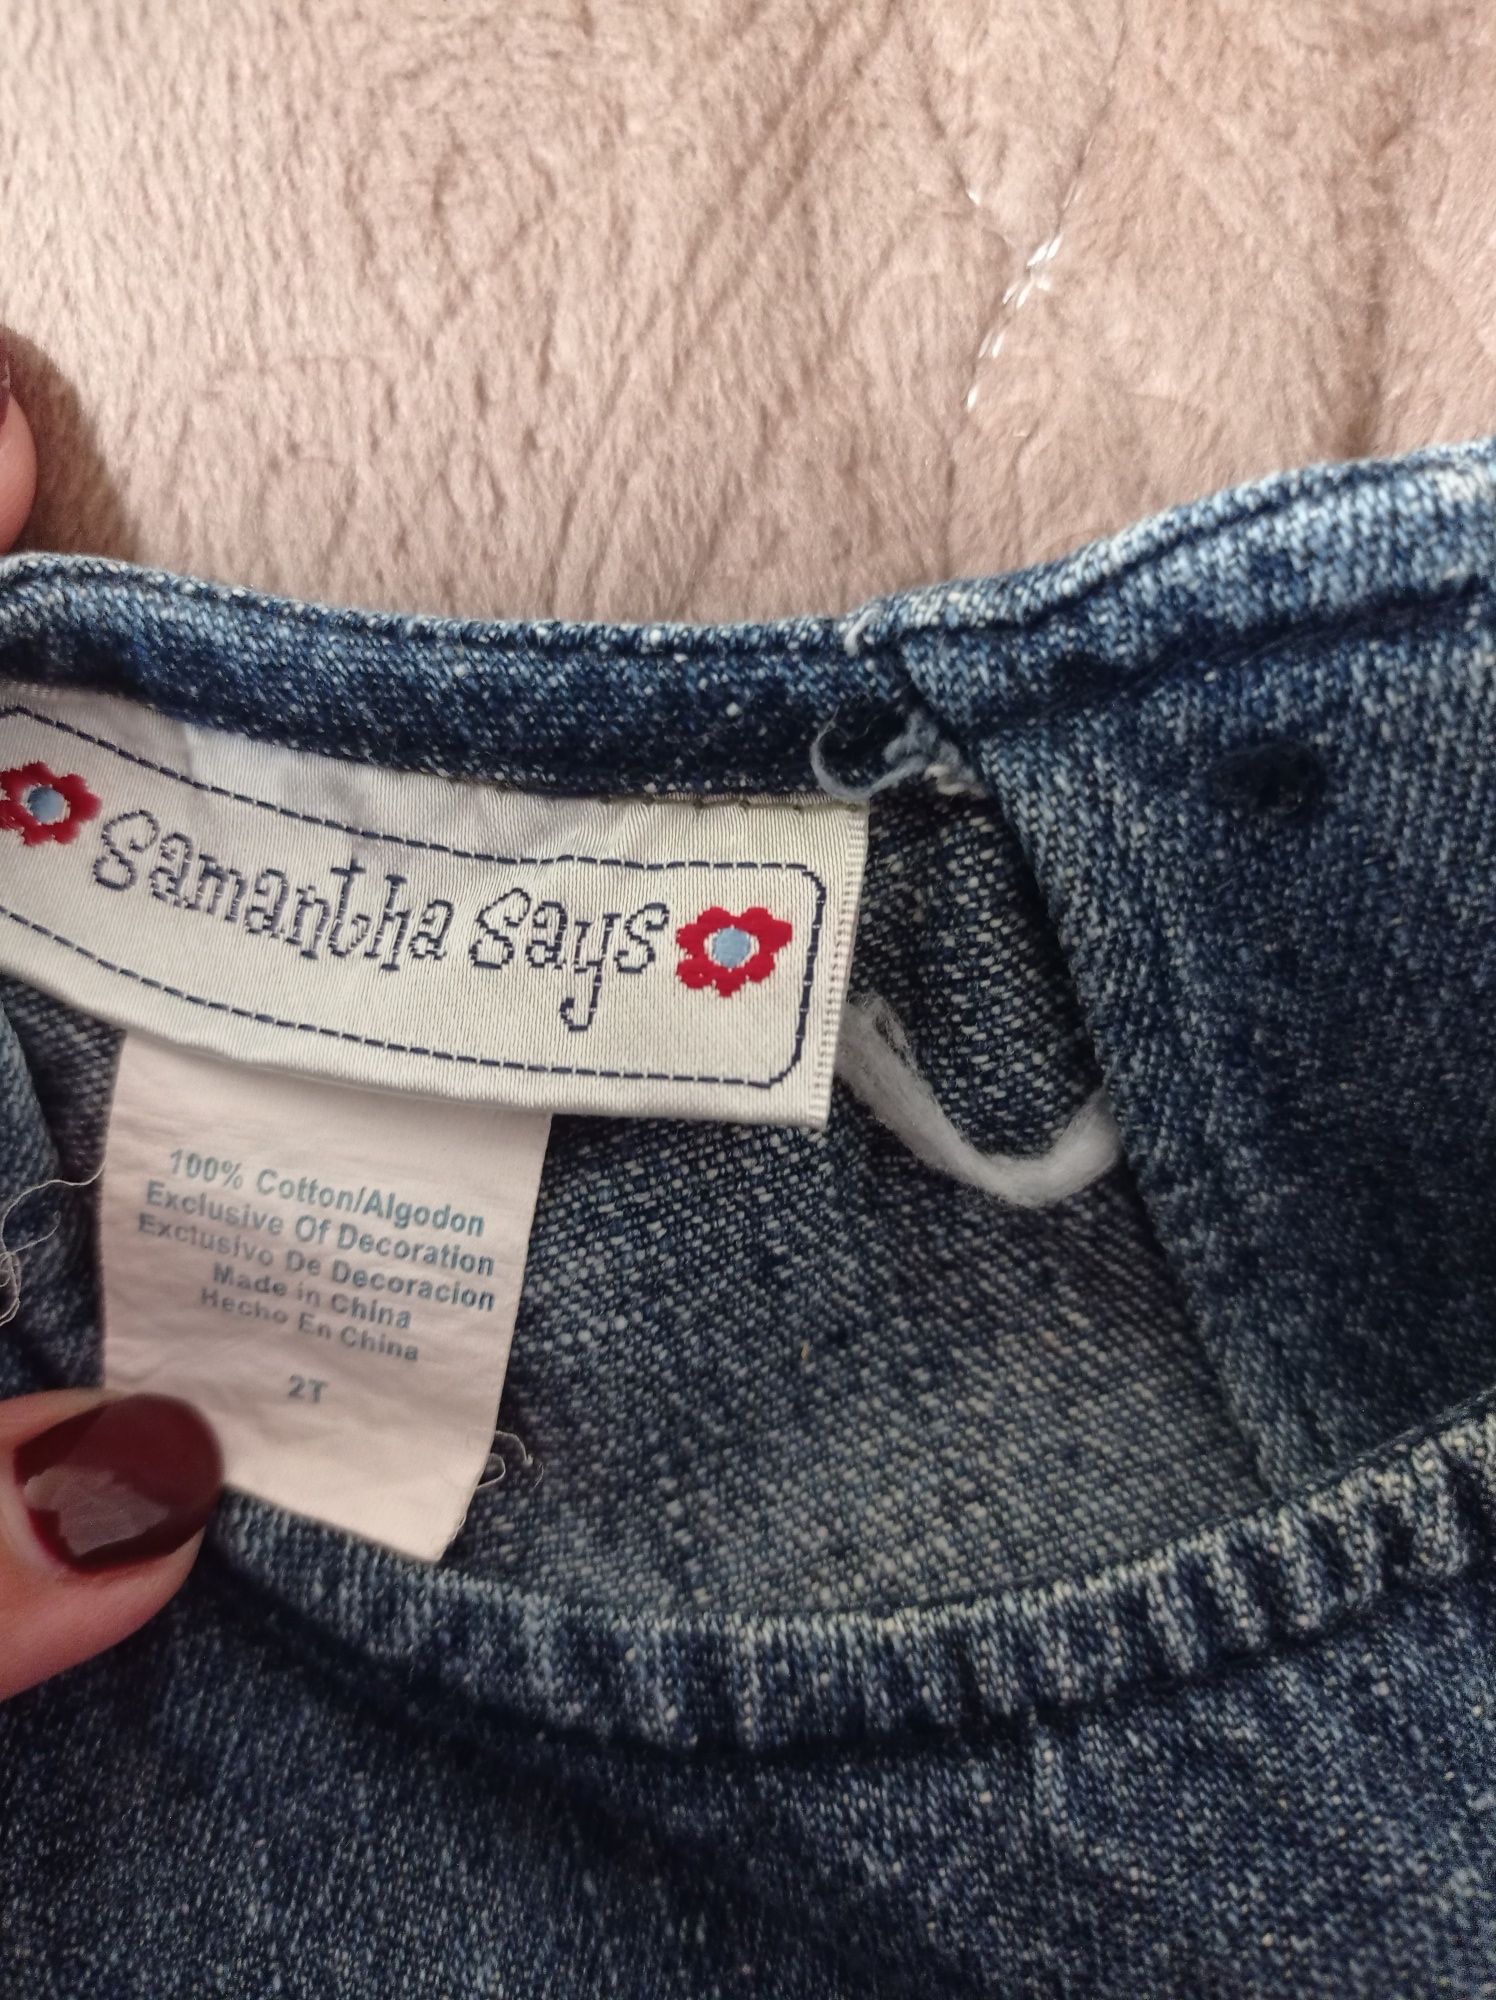 Samantha Says
100% Cotton/Algodon
Exclusive Of Decoration
Exclusivo De Decoracion
Made in China
Hecho En China
2T